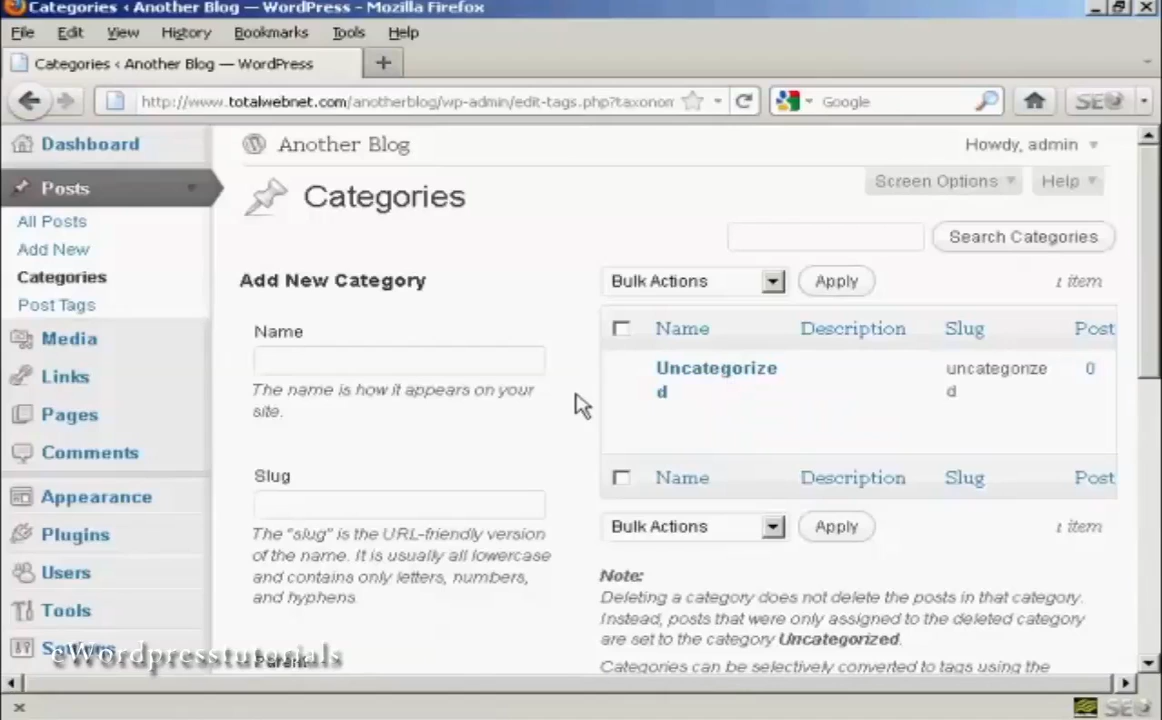 Categories ‹ Another Blog — WordPress - Mozilla Firefox
File Edit View History Bookmarks Tools Help
Categories ‹ Another Blog — WordPress
http://www.totalwebnet.com/anotherblog/wp-admin/edit-tags.php?taxonon
Google
SE
Dashboard
Another Blog
Howdy, admin
Posts
Categories
Screen Options
Help
All Posts
Add New
Categories
Post Tags
Search Categories
Add New Category
Bulk Actions
Apply
1 item
Name
The name is how it appears on your
site.
Name Description Slug Post
Uncategorize
d
uncategorize
d
0
Media
Links
Pages
Comments
Slug
The "slug" is the URL-friendly version
of the name. It is usually all lowercase
and contains only letters, numbers,
and hyphens.
Name Description Slug Post
Bulk Actions
Apply
1 item
Appearance
Plugins
Users
Tools
Settings
Parent
Note:
Deleting a category does not delete the posts in that category.
Instead, posts that were only assigned to the deleted category
are set to the category Uncategorized.
Categories can be selectively converted to tags using the
eWordpresstutorials
SE